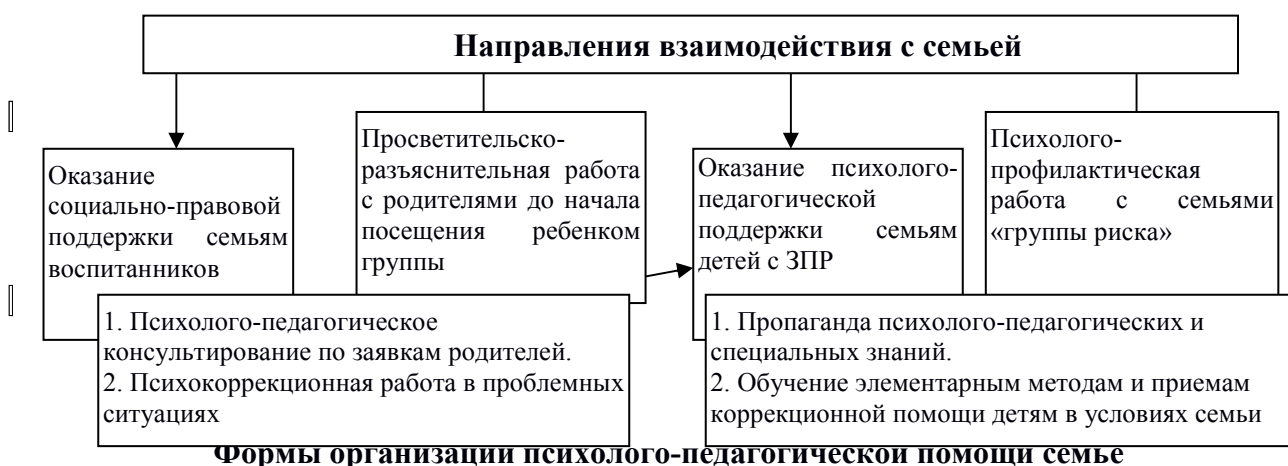 Направления взаимодействия с семьей
Оказание
социально-правовой
поддержки семьям
воспитанников
Просветительско-
разъяснительная работа
с родителями до начала
посещения ребенком
группы
Оказание психолого-
педагогической
поддержки семьям
детей с ЗПР
Психолого-
профилактическая
работа с семьями
«группы риска»
1. Психолого-педагогическое
консультирование по заявкам родителей.
2. Психокоррекционная работа в проблемных
ситуациях
1. Пропаганда психолого-педагогических и
специальных знаний.
2. Обучение элементарным методам и приемам
коррекционной помощи детям в условиях семьи
Формы организации психолого-педагогической помощи семье